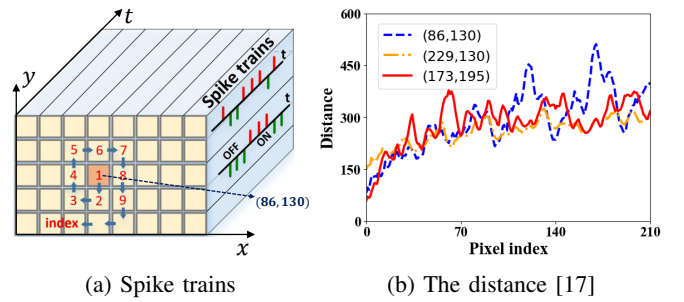 t
y
Spike trains
t
t
OFF
ON
5 6 7
4 1 8
3 2 9
index
(86,130)
x
(a) Spike trains
600
450
300
150
0
Distance
(86,130)
(229,130)
(173,195)
0 70 140 210
Pixel index
(b) The distance [17]